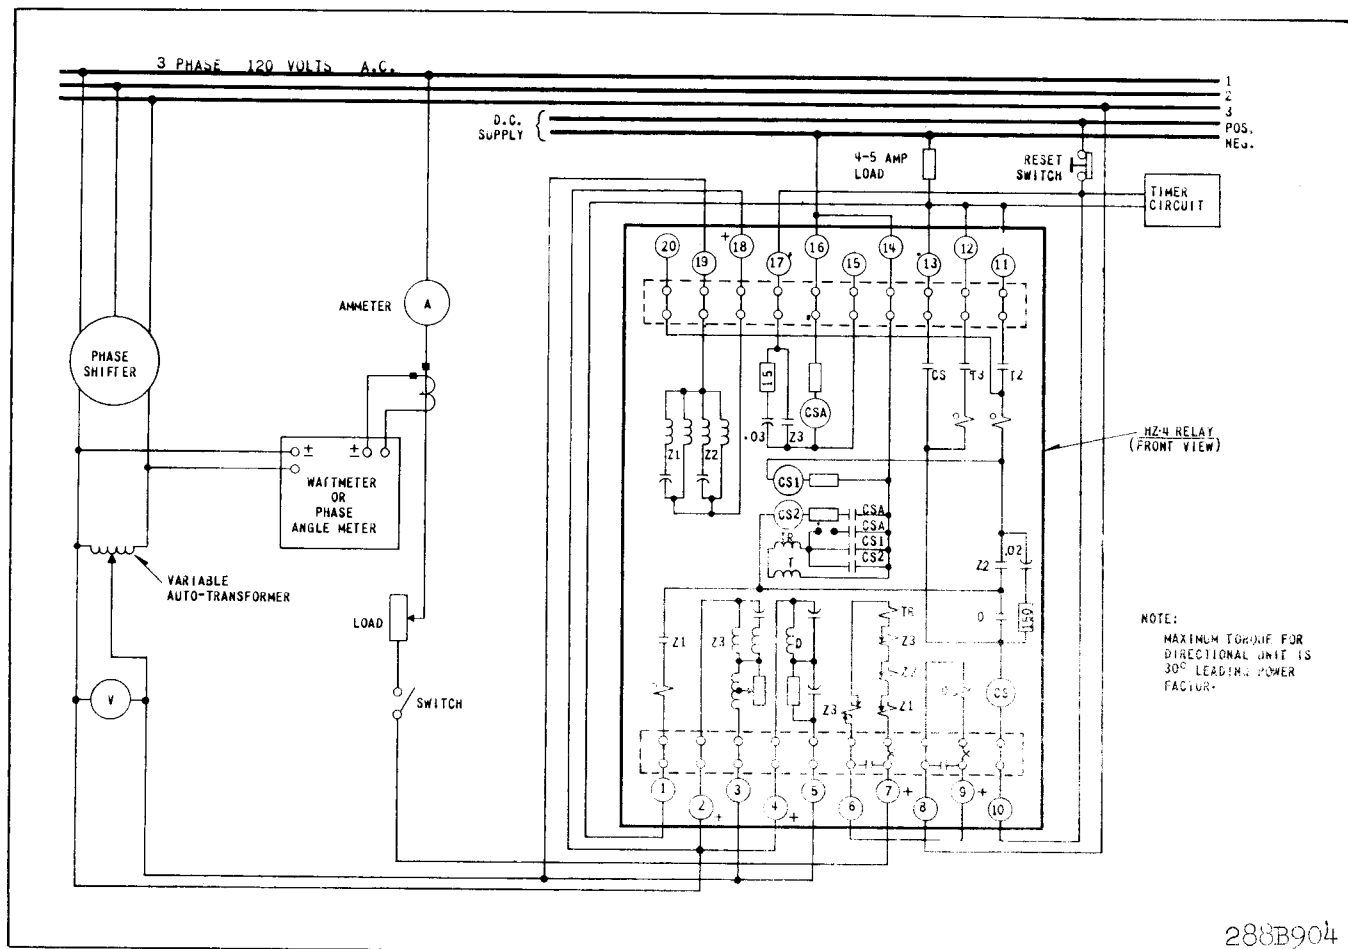 3 PHASE 120 VOLTS A.C.
1
2
3
POS.
NEG.
D.C.
SUPPLY
4-5 AMP
LOAD
RESET
SWITCH
TIMER
CIRCUIT
20
19
+
18
17
16
15
14
13
12
11
AMMETER
A
PHASE
SHIFTER
± ±
WATTMETER
OR
PHASE
ANGLE METER
VARIABLE
AUTO-TRANSFORMER
LOAD
SWITCH
V
15
.03
Z3
CSA
CS
T3
T2
Z1
Z2
HZ-4 RELAY
(FRONT VIEW)
CS1
CS2
CSA
CSA
CS1
CS2
TR
T
Z2
.02
150
D
Z1
Z3
D
TR
Z3
Z2
Z1
Z3
D
CS
NOTE:
MAXIMUM TORQUE FOR
DIRECTIONAL UNIT IS
30° LEADING POWER
FACTOR.
1
2
+
3
4
+
5
6
7
+
8
9
+
10
288B904